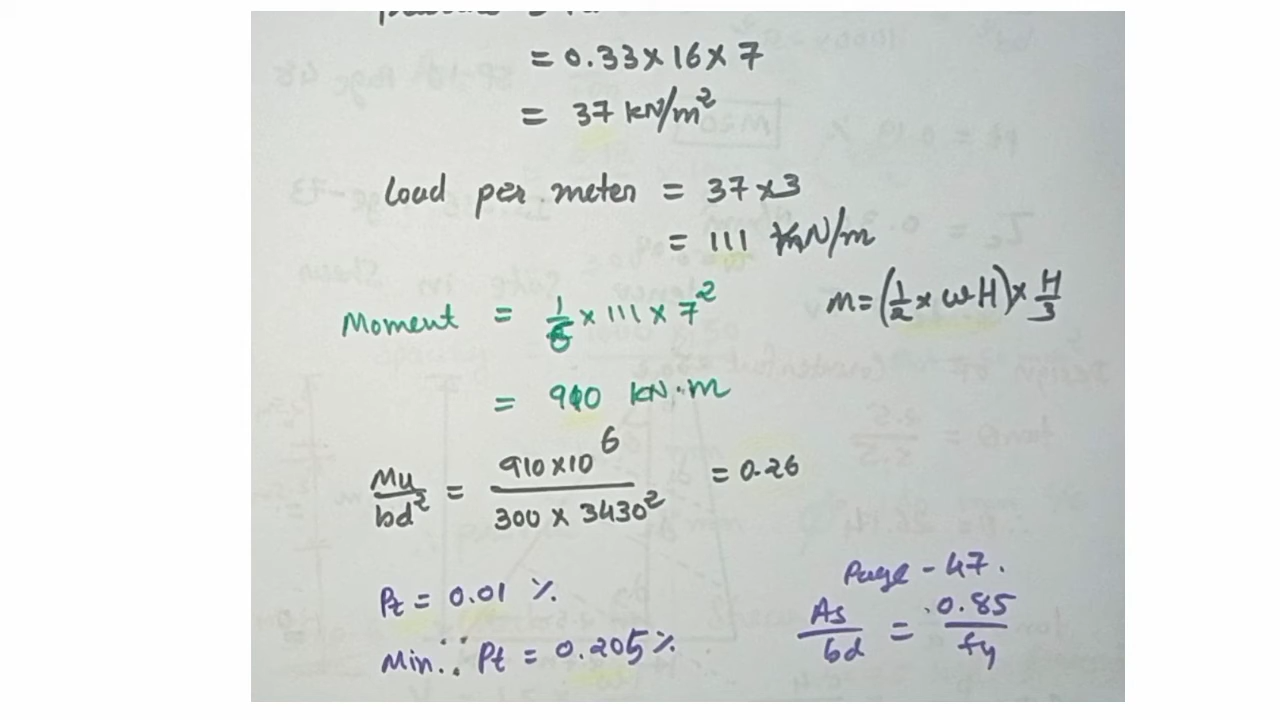 = 0.33 × 16 × 7
= 37 kN/m²
Load per meter = 37 × 3
= 111 kN/m
Moment = 1/6 × 111 × 7²
M = (1/2 × wH) × H/3
= 910 kN·m
Mu/bd² = 910 × 10⁶ / 300 × 3430² = 0.26
Pt = 0.01 %
Page - 47.
Min ∴ Pt = 0.205 %
As/bd = 0.85/fy